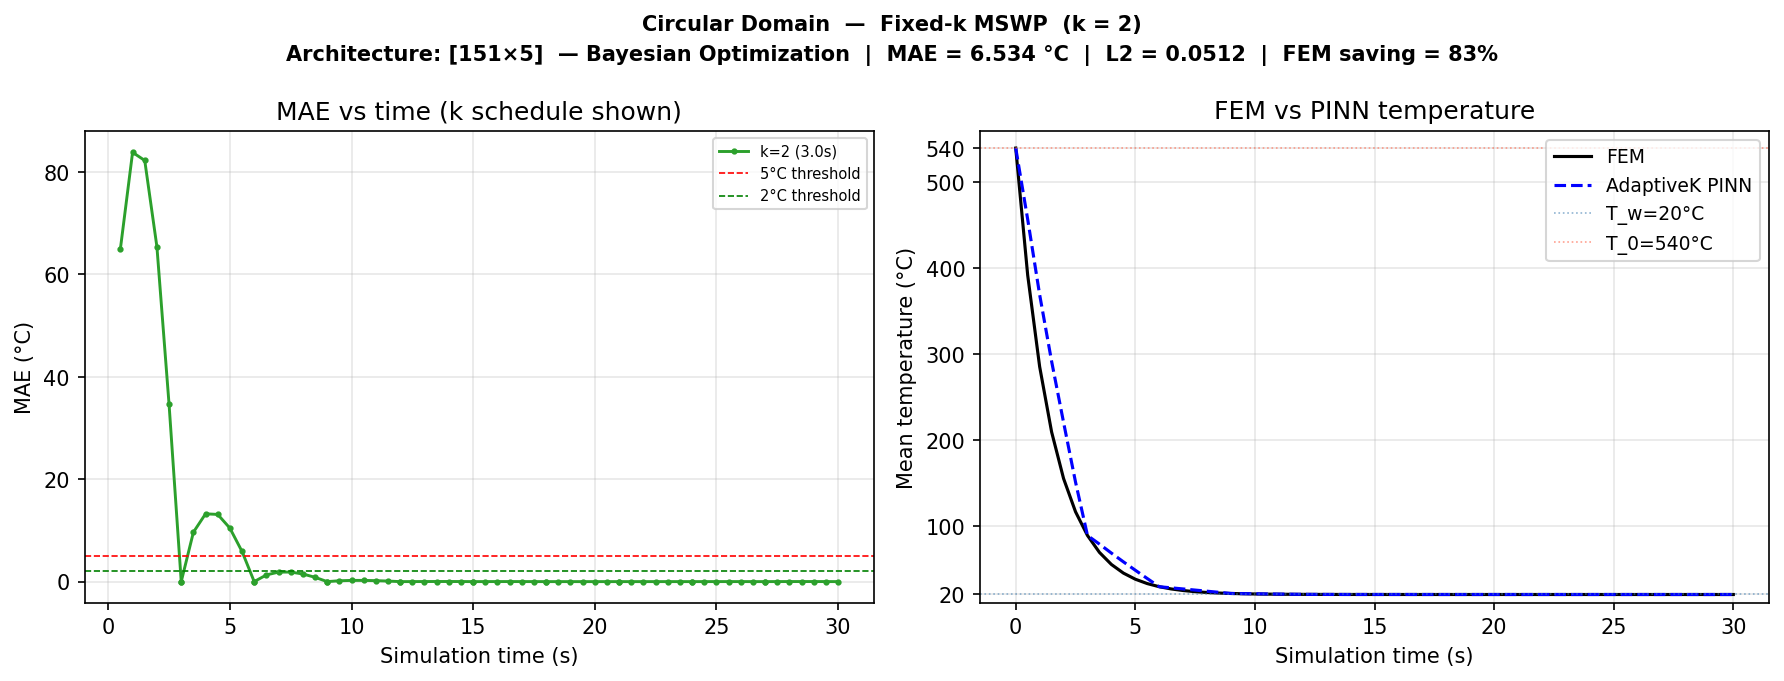 Circular Domain — Fixed-k MSWP (k = 2)
Architecture: [151×5] — Bayesian Optimization | MAE = 6.534 °C | L2 = 0.0512 | FEM saving = 83%
MAE vs time (k schedule shown)
k=2 (3.0s)
5°C threshold
2°C threshold
MAE (°C)
80
60
40
20
0
0 5 10 15 20 25 30
Simulation time (s)
FEM vs PINN temperature
FEM
AdaptiveK PINN
T_w=20°C
T_0=540°C
Mean temperature (°C)
540
500
400
300
200
100
20
0 5 10 15 20 25 30
Simulation time (s)